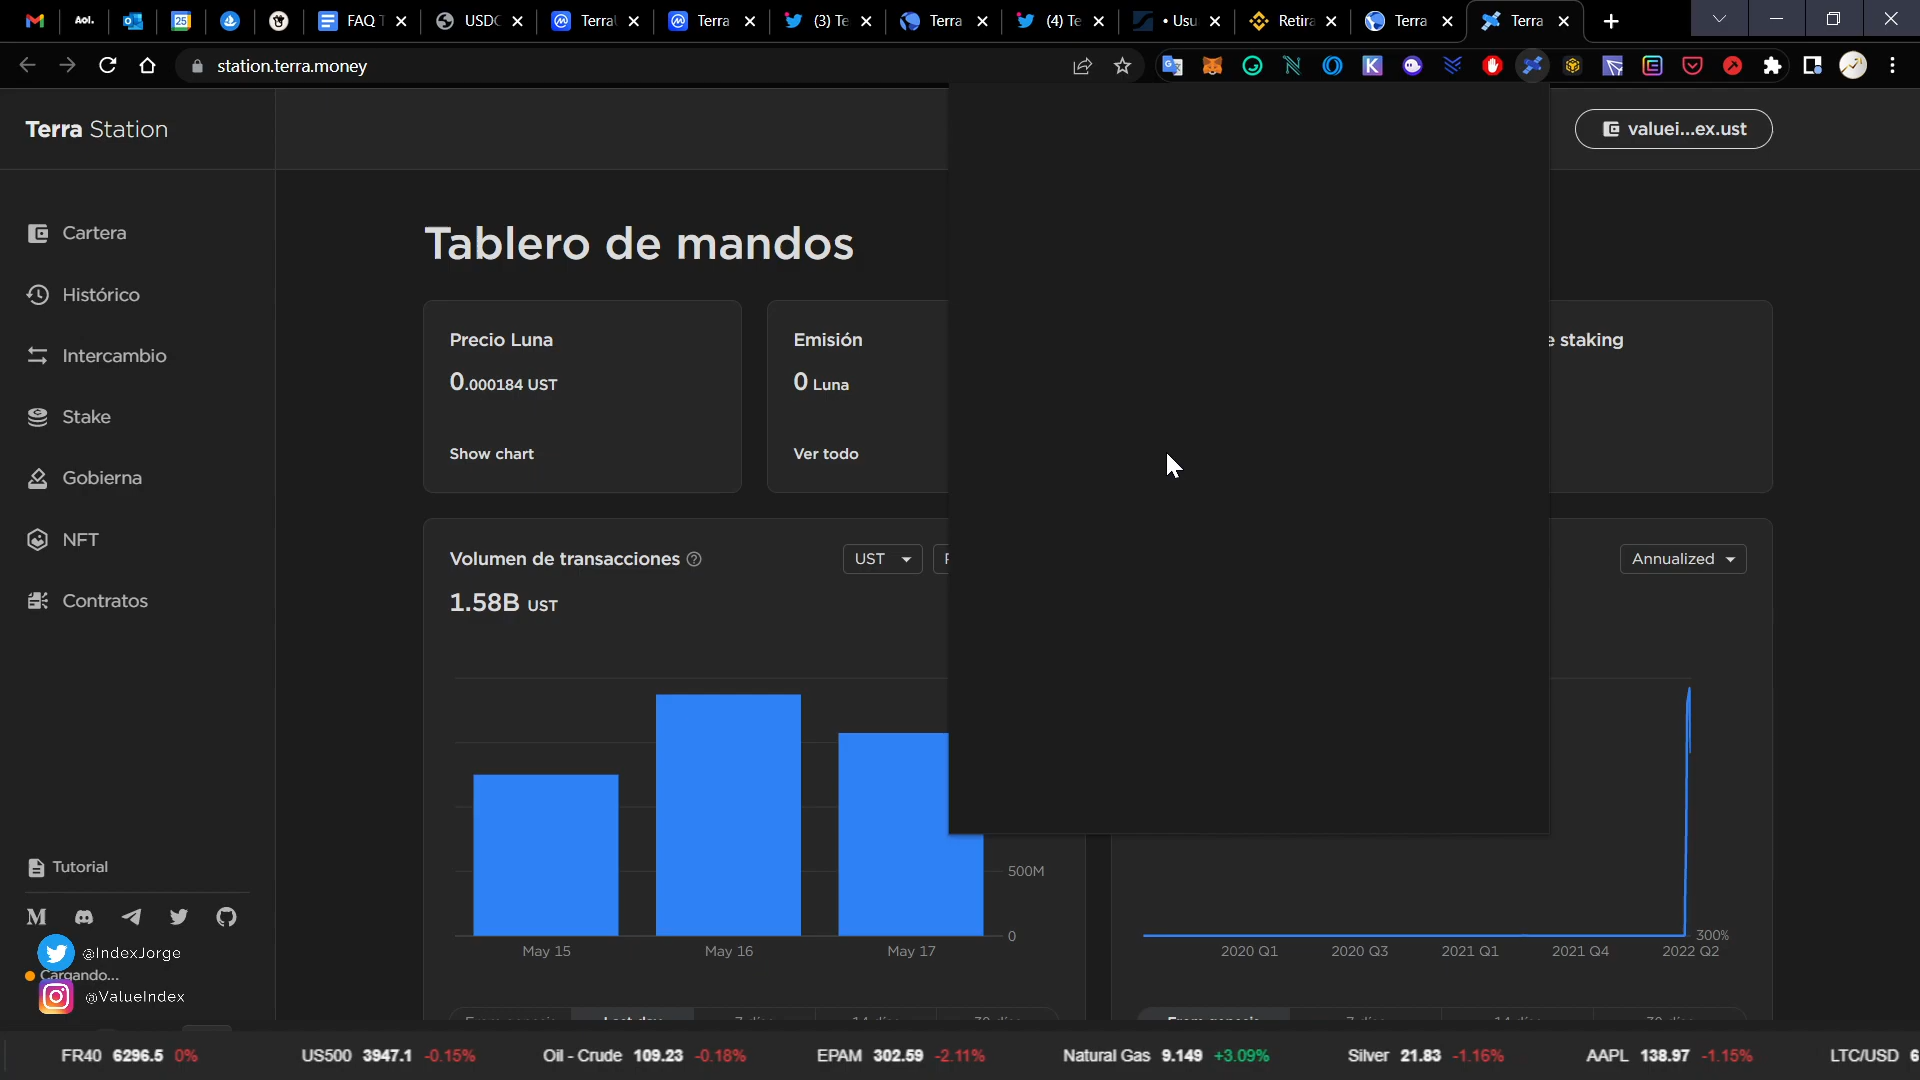 Aol.
25
FAQ T
USDC
Terra
Terra
(3) Te
Terra
(4) Te
• Usu
Retira
Terra
Terra
station.terra.money
Terra Station
valuei...ex.ust
Cartera
Histórico
Intercambio
Stake
Gobierna
NFT
Contratos
Tutorial
@IndexJorge
Cargando...
@ValueIndex
Tablero de mandos
Precio Luna
0.000184 UST
Show chart
Emisión
0 Luna
Ver todo
e staking
Volumen de transacciones
UST
1.58B UST
500M
0
May 15
May 16
May 17
Annualized
300%
2020 Q1
2020 Q3
2021 Q1
2021 Q4
2022 Q2
FR40 6296.5 0%
US500 3947.1 -0.15%
Oil - Crude 109.23 -0.18%
EPAM 302.59 -2.11%
Natural Gas 9.149 +3.09%
Silver 21.83 -1.16%
AAPL 138.97 -1.15%
LTC/USD 6